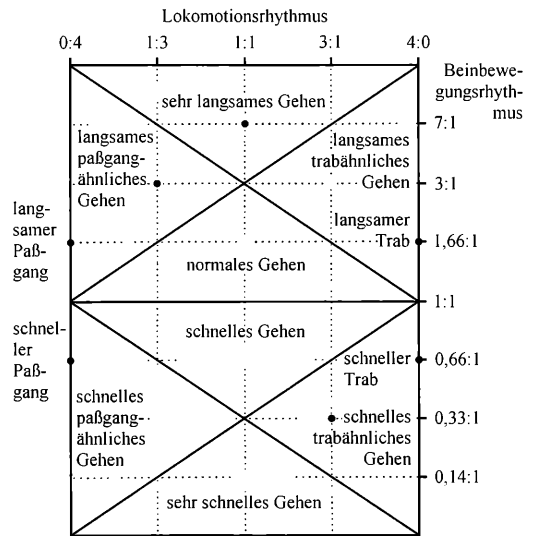 Lokomotionsrhythmus
0:4 1:3 1:1 3:1 4:0
Beinbewe-
gungsrhyth-
mus
sehr langsames Gehen
7:1
langsames
paßgang-
ähnliches
Gehen
langsames
trabähnliches
Gehen
3:1
lang-
samer
Paß-
gang
langsamer
Trab
1,66:1
normales Gehen
1:1
schnel-
ler
Paß-
gang
schnelles Gehen
schneller
Trab
0,66:1
schnelles
paßgang-
ähnliches
Gehen
schnelles
trabähnliches
Gehen
0,33:1
0,14:1
sehr schnelles Gehen